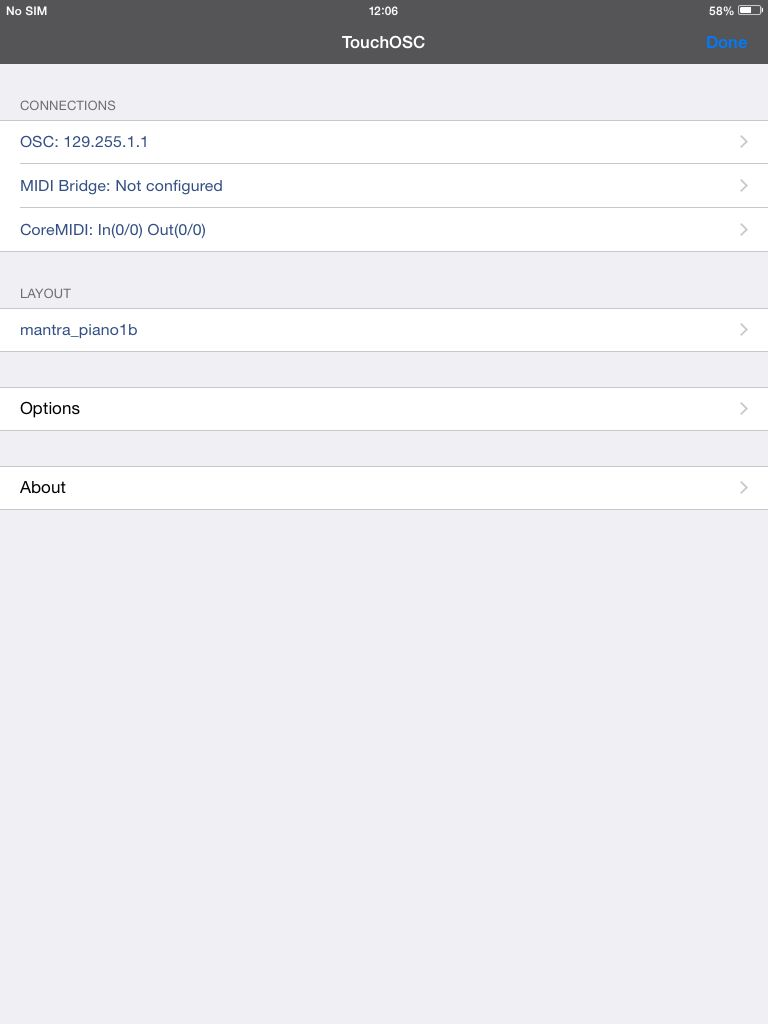 No SIM 12:06 58%
TouchOSC Done
CONNECTIONS
OSC: 129.255.1.1
MIDI Bridge: Not configured
CoreMIDI: In(0/0) Out(0/0)
LAYOUT
mantra_piano1b
Options
About